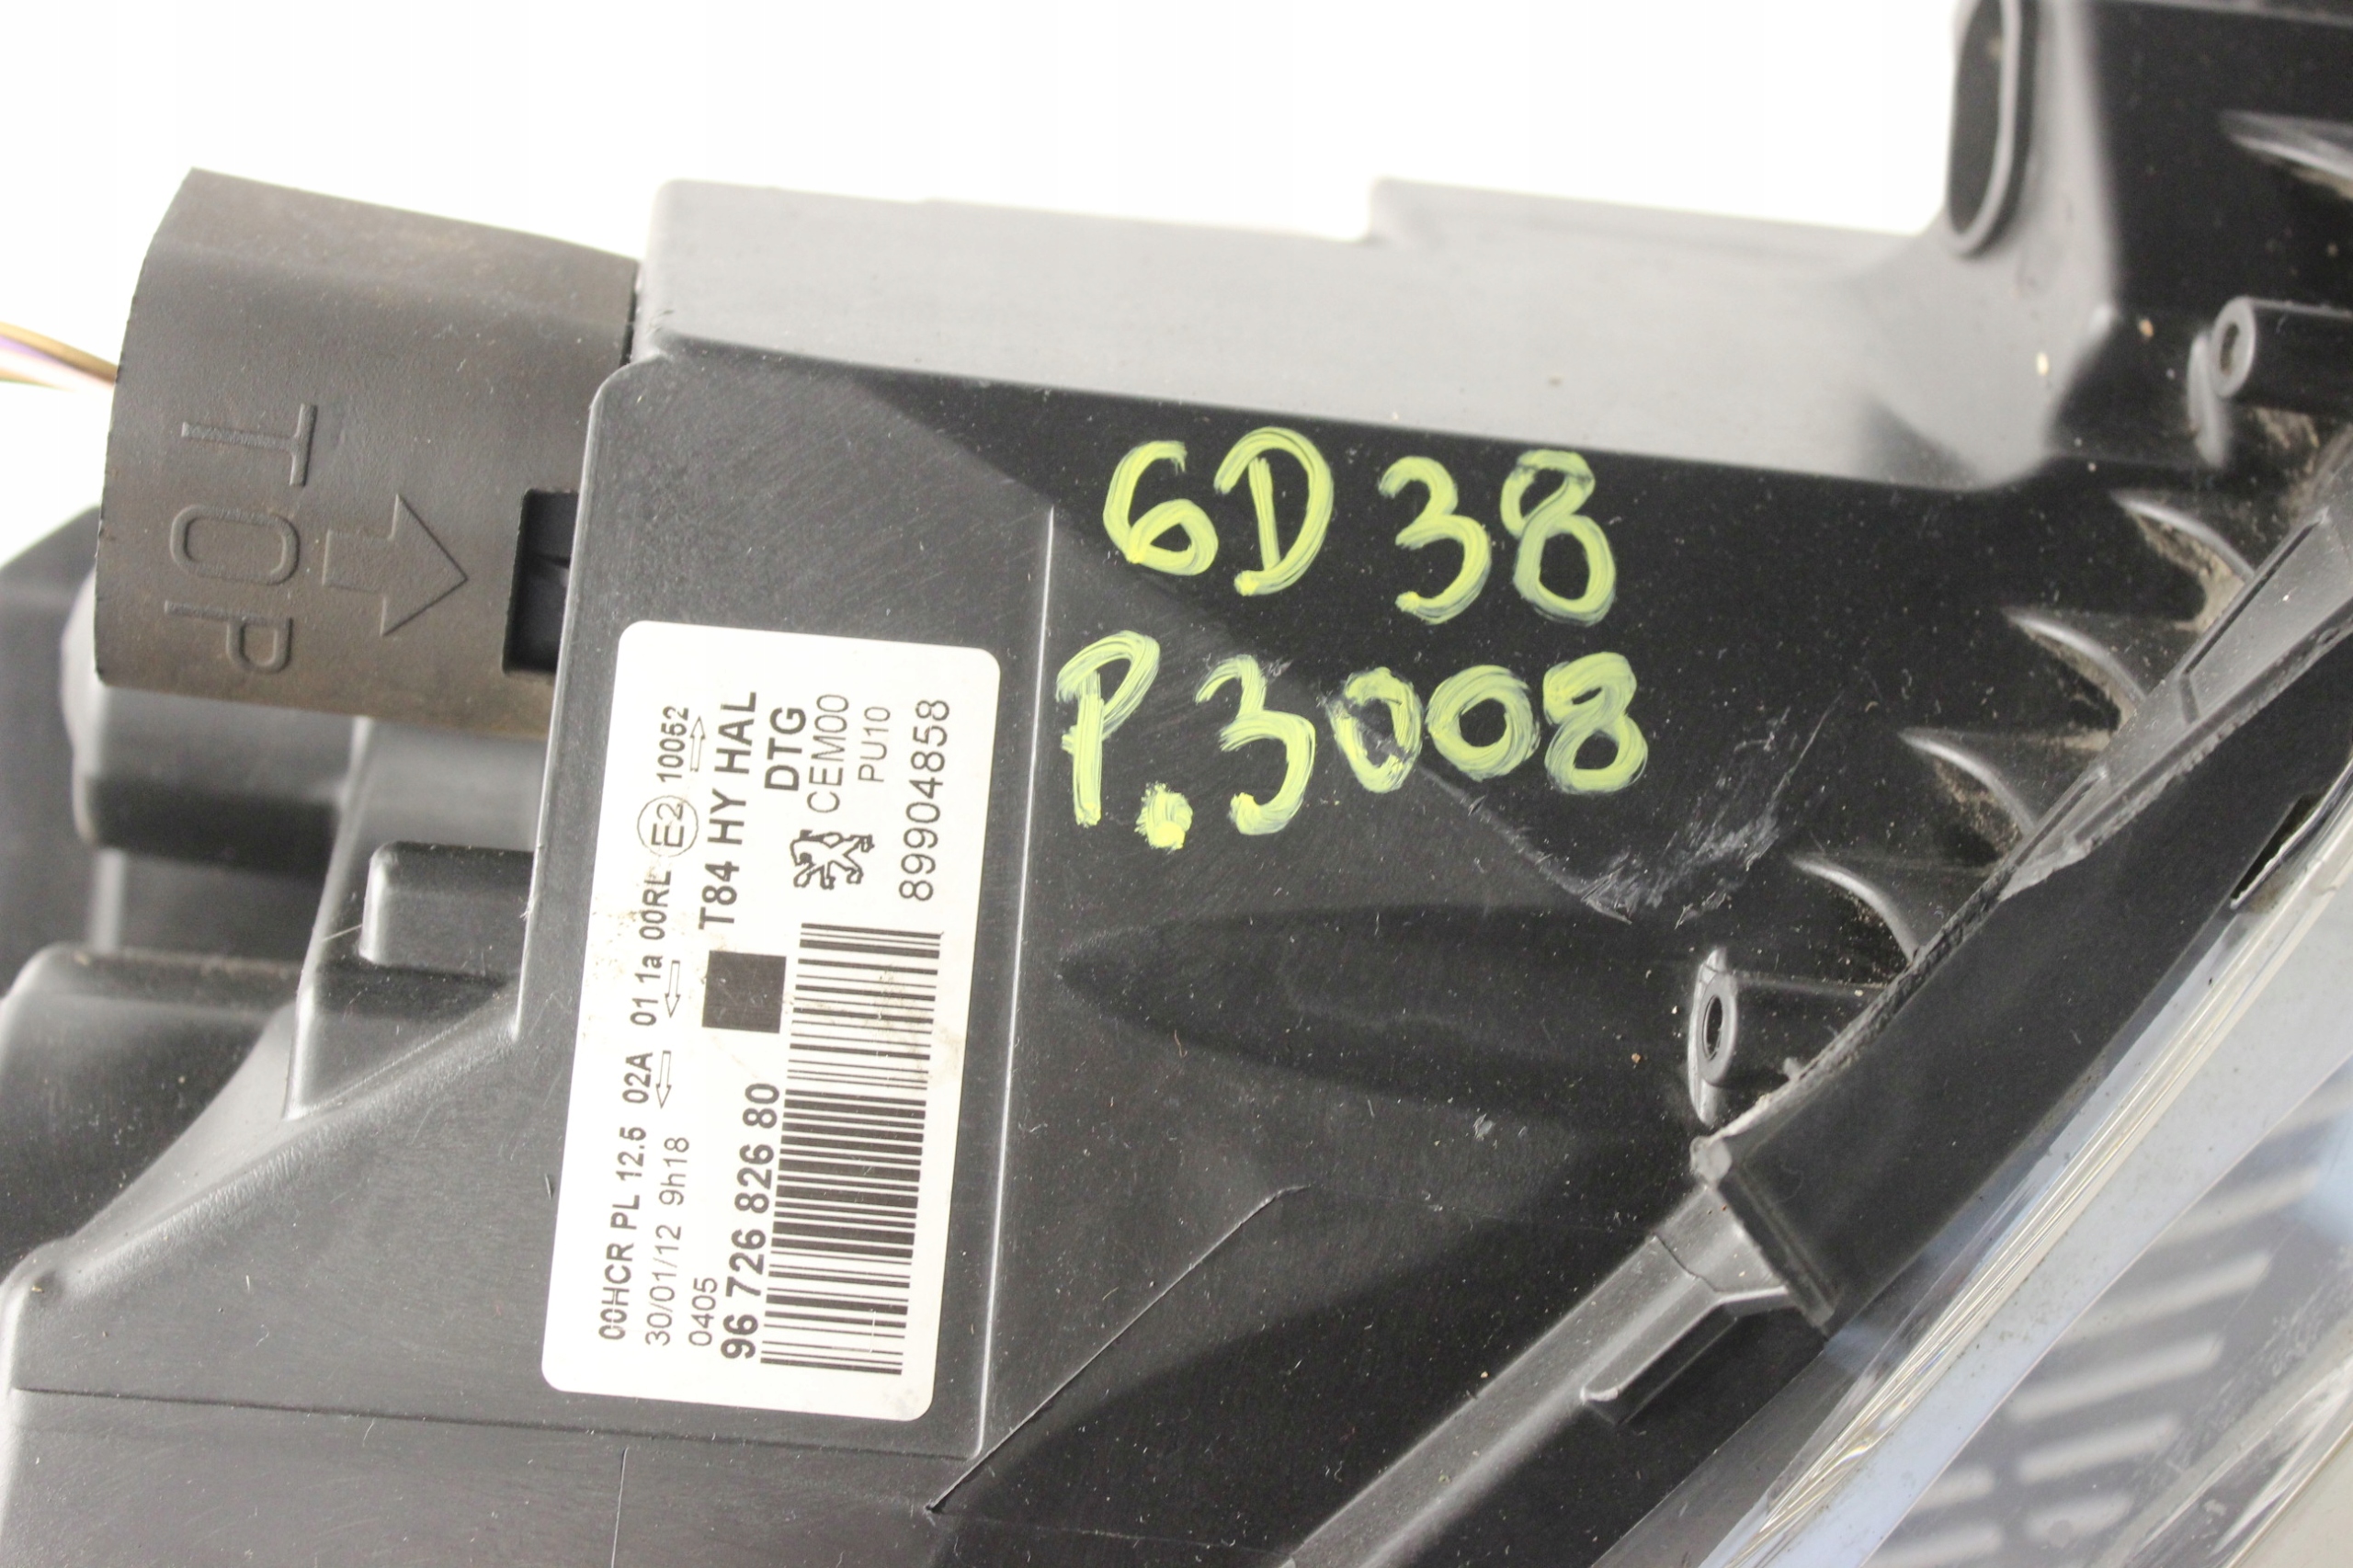 TOP
6D38
P.3008
00HCR PL 12.5 02A 01 1a 00RL E2 10052
30/01/12 9h18
0405
T84 HY HAL
96 726 826 80
DTG
CEM00
PU10
89904858